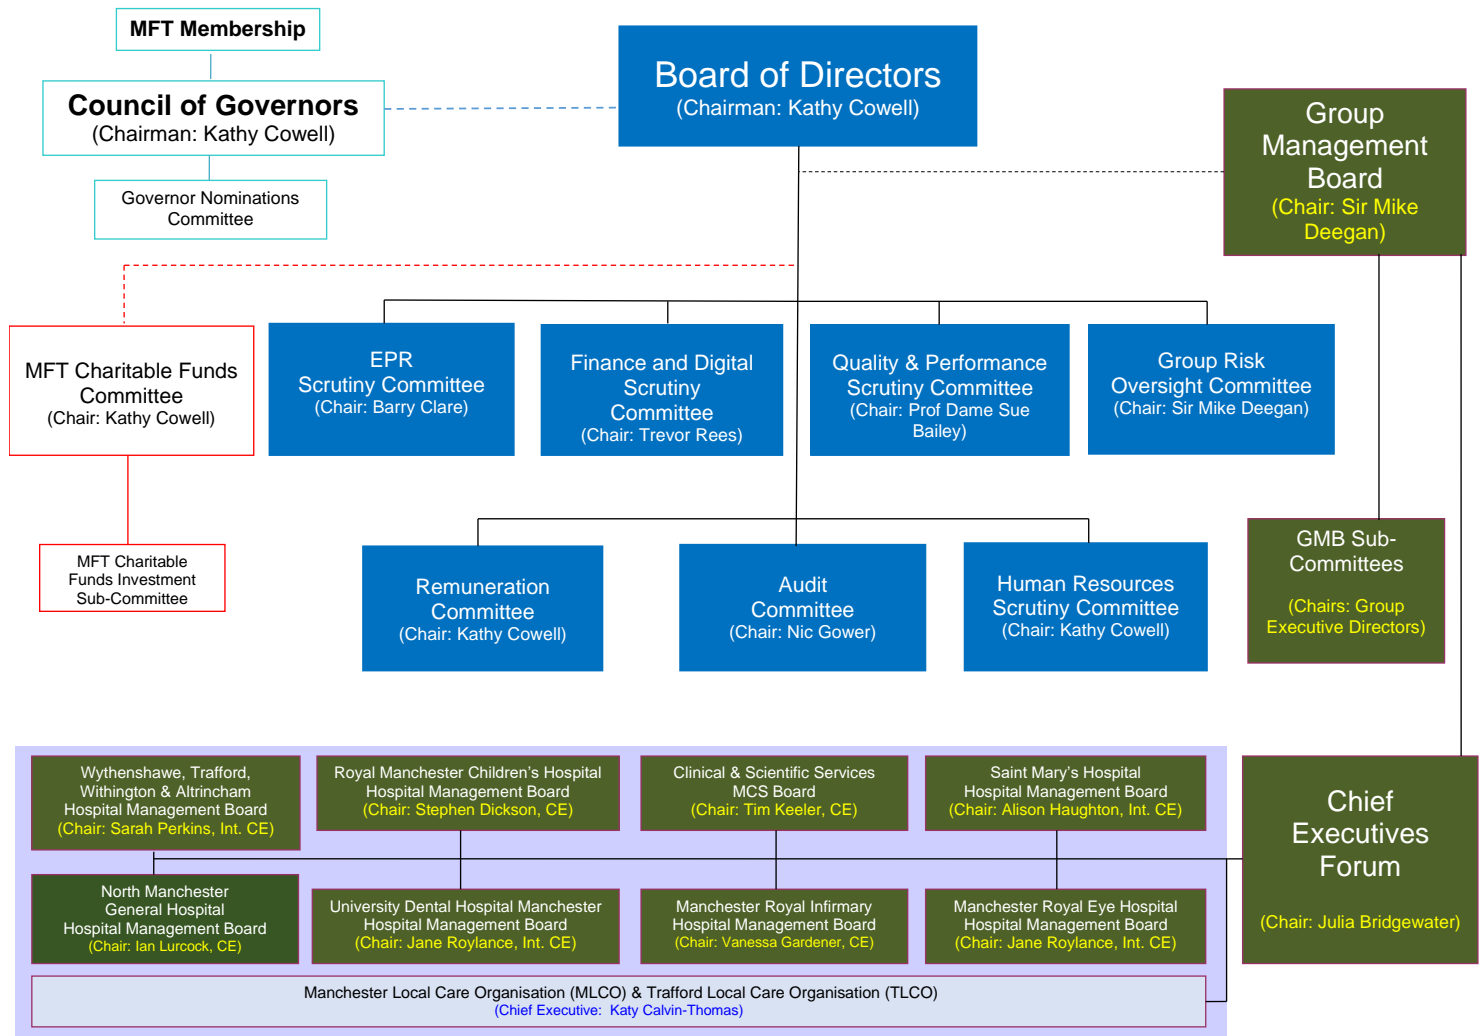 MFT Membership
Council of Governors
(Chairman: Kathy Cowell)
Governor Nominations
Committee
Board of Directors
(Chairman: Kathy Cowell)
Group
Management
Board
(Chair: Sir Mike
Deegan)
MFT Charitable Funds
Committee
(Chair: Kathy Cowell)
EPR
Scrutiny Committee
(Chair: Barry Clare)
Finance and Digital
Scrutiny
Committee
(Chair: Trevor Rees)
Quality & Performance
Scrutiny Committee
(Chair: Prof Dame Sue
Bailey)
Group Risk
Oversight Committee
(Chair: Sir Mike Deegan)
MFT Charitable
Funds Investment
Sub-Committee
Remuneration
Committee
(Chair: Kathy Cowell)
Audit
Committee
(Chair: Nic Gower)
Human Resources
Scrutiny Committee
(Chair: Kathy Cowell)
GMB Sub-
Committees
(Chairs: Group
Executive Directors)
Wythenshawe, Trafford,
Withington & Altrincham
Hospital Management Board
(Chair: Sarah Perkins, Int. CE)
Royal Manchester Children's Hospital
Hospital Management Board
(Chair: Stephen Dickson, CE)
Clinical & Scientific Services
MCS Board
(Chair: Tim Keeler, CE)
Saint Mary's Hospital
Hospital Management Board
(Chair: Alison Haughton, Int. CE)
Chief
Executives
Forum
(Chair: Julia Bridgewater)
North Manchester
General Hospital
Hospital Management Board
(Chair: Ian Lurcock, CE)
University Dental Hospital Manchester
Hospital Management Board
(Chair: Jane Roylance, Int. CE)
Manchester Royal Infirmary
Hospital Management Board
(Chair: Vanessa Gardener, CE)
Manchester Royal Eye Hospital
Hospital Management Board
(Chair: Jane Roylance, Int. CE)
Manchester Local Care Organisation (MLCO) & Trafford Local Care Organisation (TLCO)
(Chief Executive: Katy Calvin-Thomas)